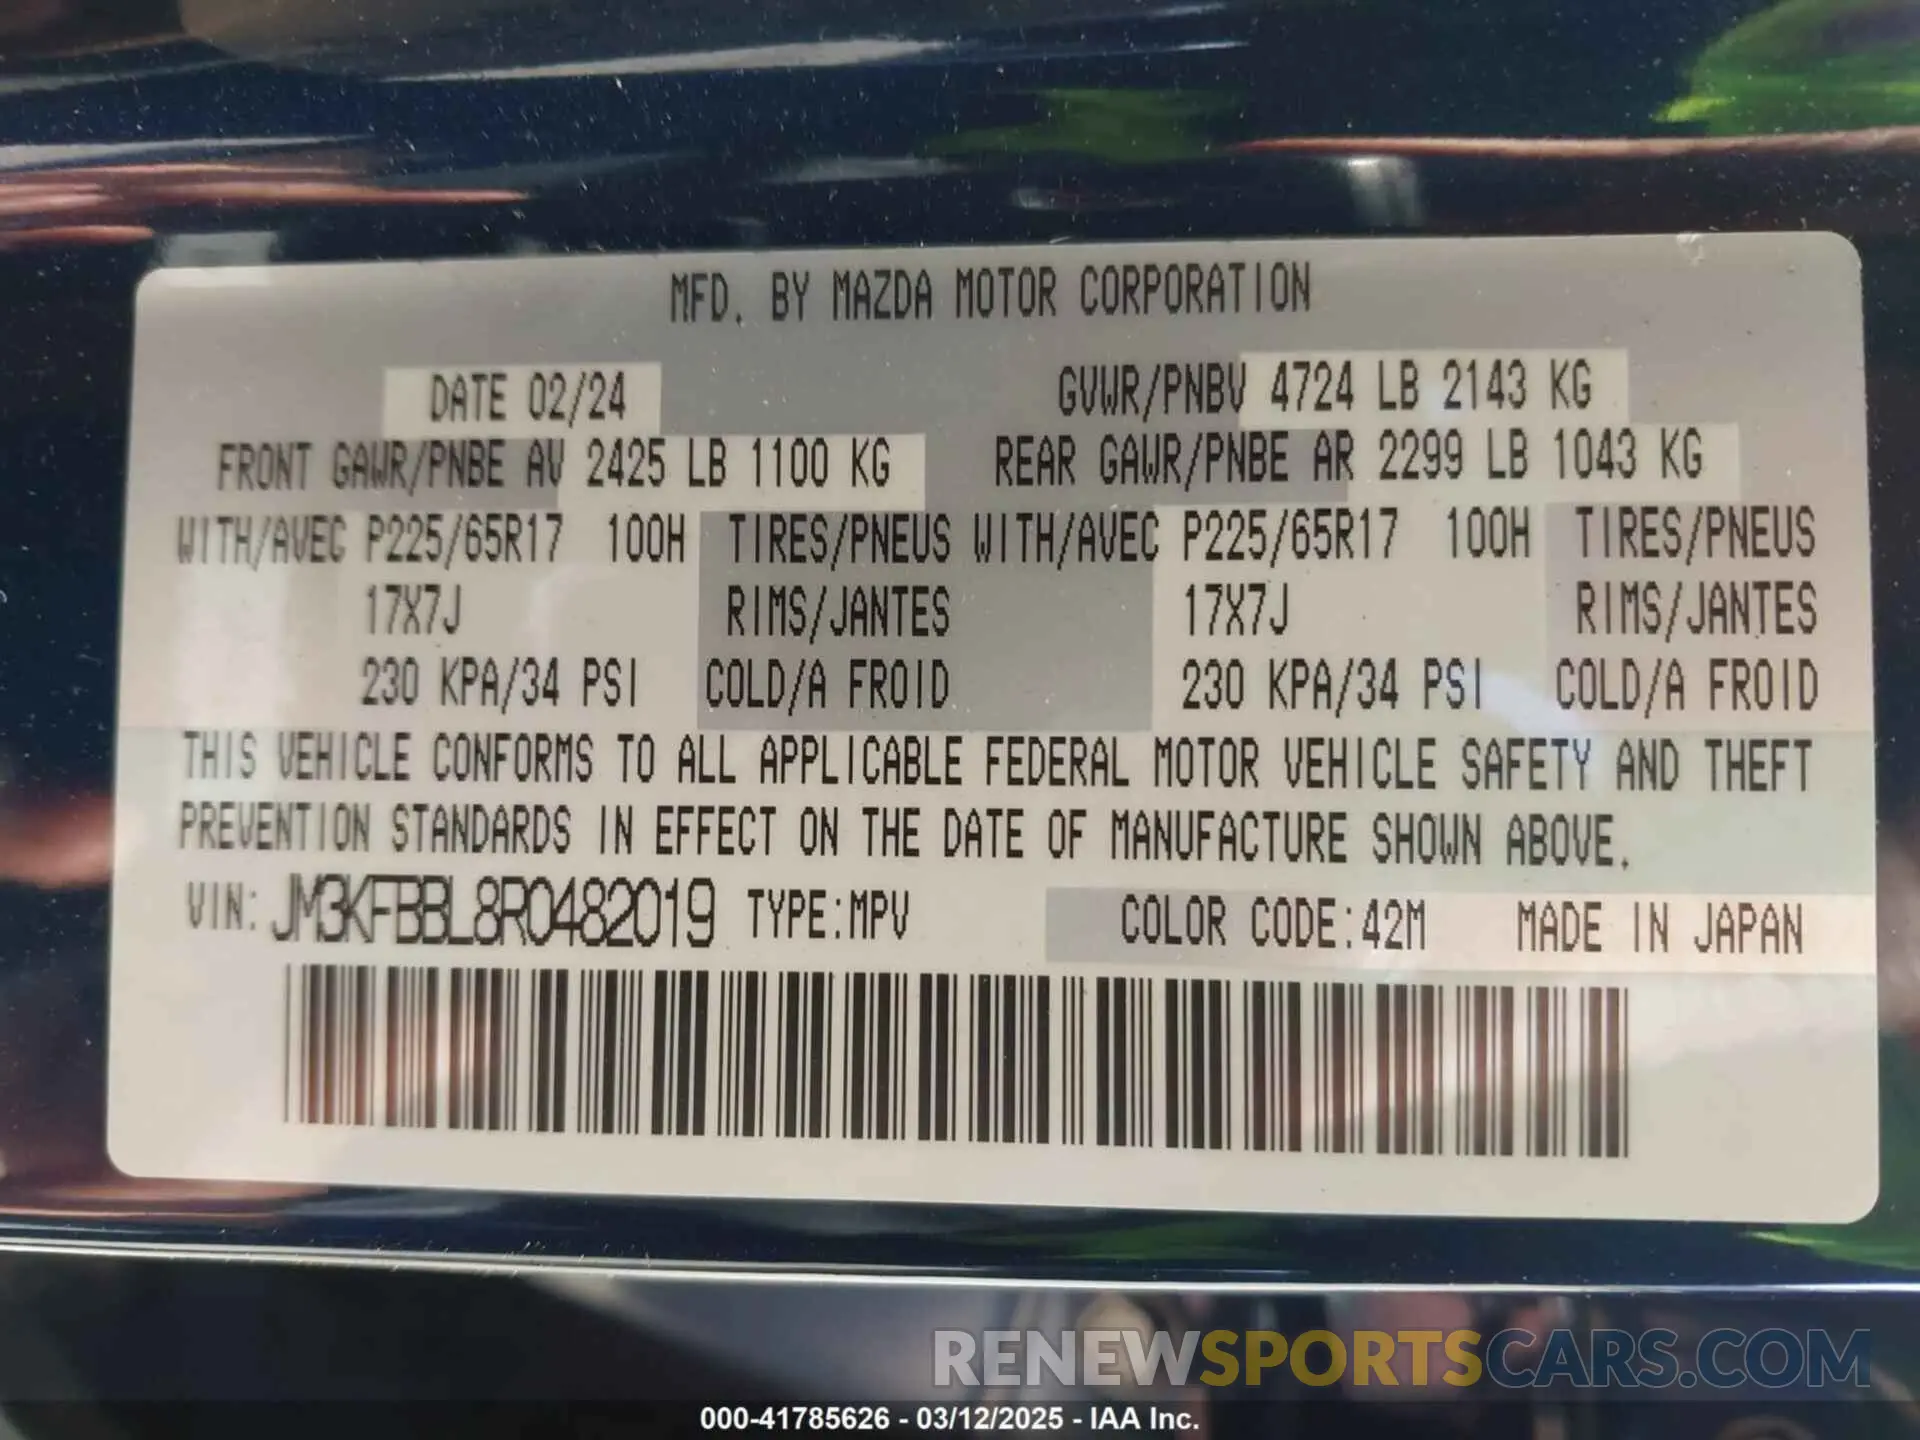 MFD. BY MAZDA MOTOR CORPORATION
DATE 02/24 GVWR/PNBV 4724 LB 2143 KG
FRONT GAWR/PNBE AV 2425 LB 1100 KG REAR GAWR/PNBE AR 2299 LB 1043 KG
WITH/AVEC P225/65R17 100H TIRES/PNEUS WITH/AVEC P225/65R17 100H TIRES/PNEUS
17X7J RIMS/JANTES 17X7J RIMS/JANTES
230 KPA/34 PSI COLD/A FROID 230 KPA/34 PSI COLD/A FROID
THIS VEHICLE CONFORMS TO ALL APPLICABLE FEDERAL MOTOR VEHICLE SAFETY AND THEFT
PREVENTION STANDARDS IN EFFECT ON THE DATE OF MANUFACTURE SHOWN ABOVE.
VIN: JM3KFBBL8R0482019 TYPE:MPV COLOR CODE:42M MADE IN JAPAN
RENEWSPORTSCARS.COM
000-41785626 - 03/12/2025 - IAA Inc.